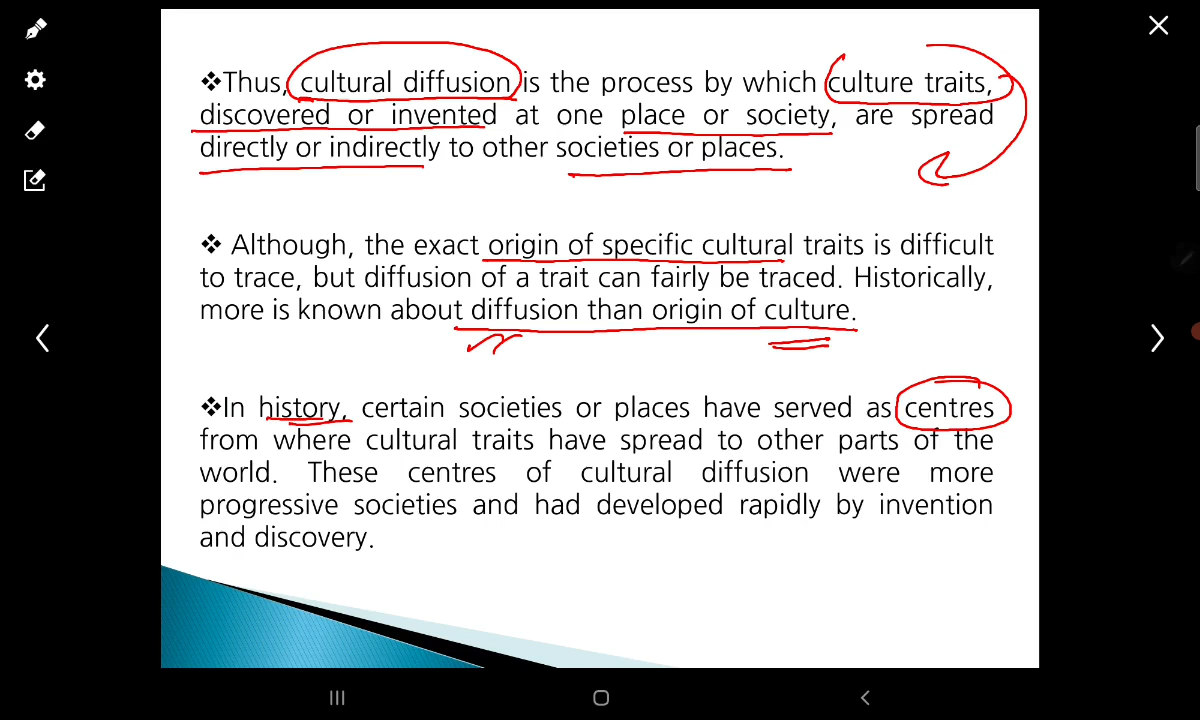 ❖Thus, cultural diffusion is the process by which culture traits,
discovered or invented at one place or society, are spread
directly or indirectly to other societies or places.
❖ Although, the exact origin of specific cultural traits is difficult
to trace, but diffusion of a trait can fairly be traced. Historically,
more is known about diffusion than origin of culture.
❖In history, certain societies or places have served as centres
from where cultural traits have spread to other parts of the
world. These centres of cultural diffusion were more
progressive societies and had developed rapidly by invention
and discovery.